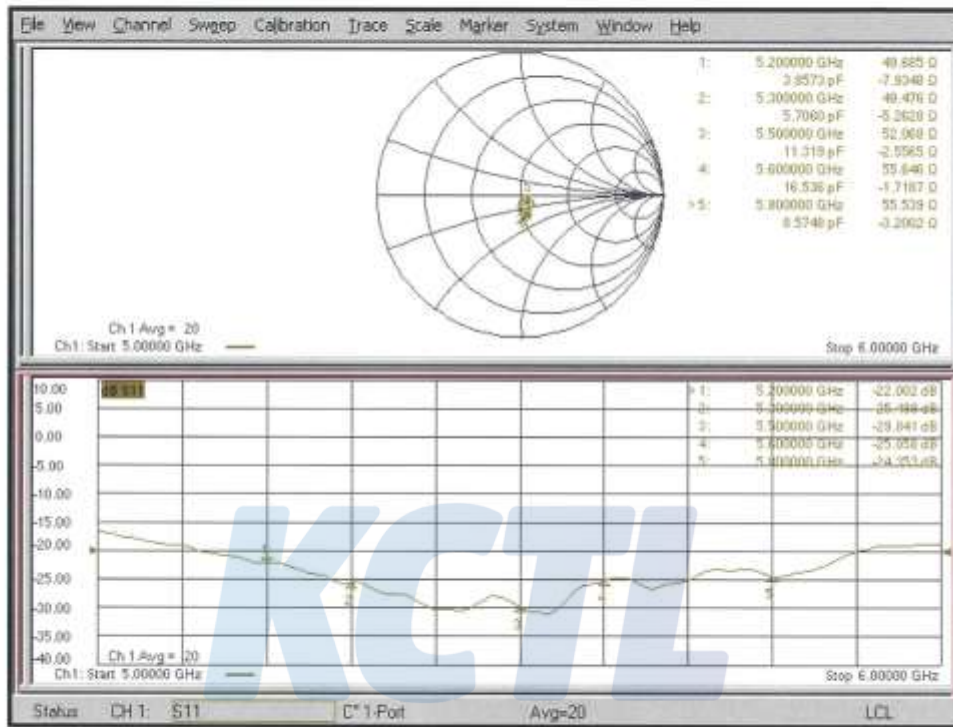 File View Channel Sweep Calibration Trace Scale Marker System Window Help
1: 5.200000 GHz 49.685 Ω
3.8573 pF -7.9348 Ω
2: 5.300000 GHz 49.476 Ω
5.7060 pF -5.2628 Ω
3: 5.500000 GHz 52.068 Ω
11.319 pF -2.5565 Ω
4: 5.600000 GHz 55.646 Ω
16.536 pF -1.7187 Ω
>5: 5.800000 GHz 55.539 Ω
8.5748 pF -3.2002 Ω
Ch 1 Avg = 20
Ch1: Start 5.00000 GHz
Stop 6.00000 GHz
10.00 dB S11
5.00
0.00
-5.00
-10.00
-15.00
-20.00
-25.00
-30.00
-35.00
-40.00
> 1: 5.200000 GHz -22.002 dB
2: 5.300000 GHz
3: 5.500000 GHz -29.841 dB
4: 5.600000 GHz -25.058 dB
5: 5.800000 GHz -24.353 dB
KCTL
Ch 1 Avg = 20
Ch1: Start 5.00000 GHz
Stop 6.00000 GHz
Status CH 1: S11 C* 1-Port Avg=20 LCL